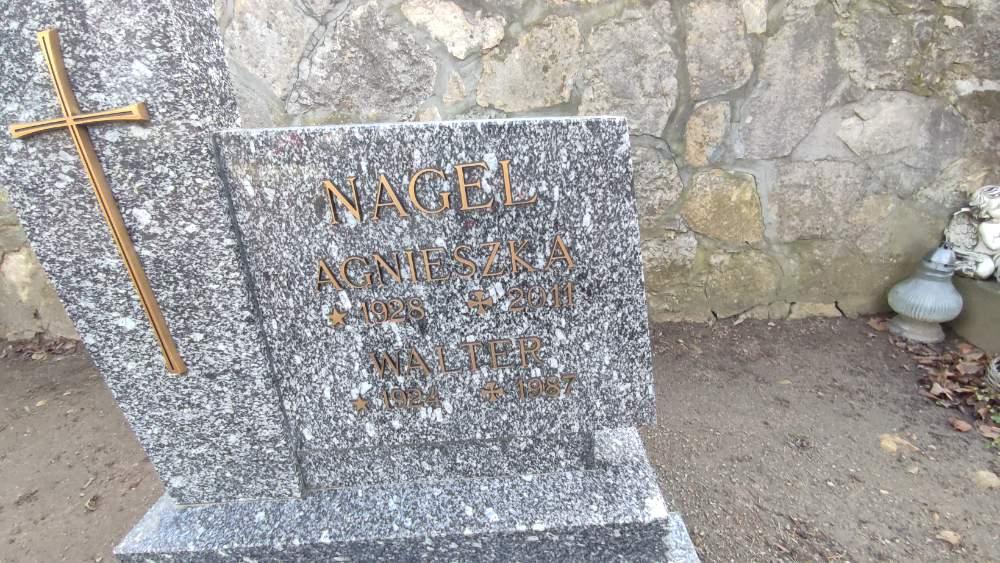 NAGEL
AGNIESZKA
★ 1928 ✠ 2011
WALTER
★ 1924 ✠ 1987